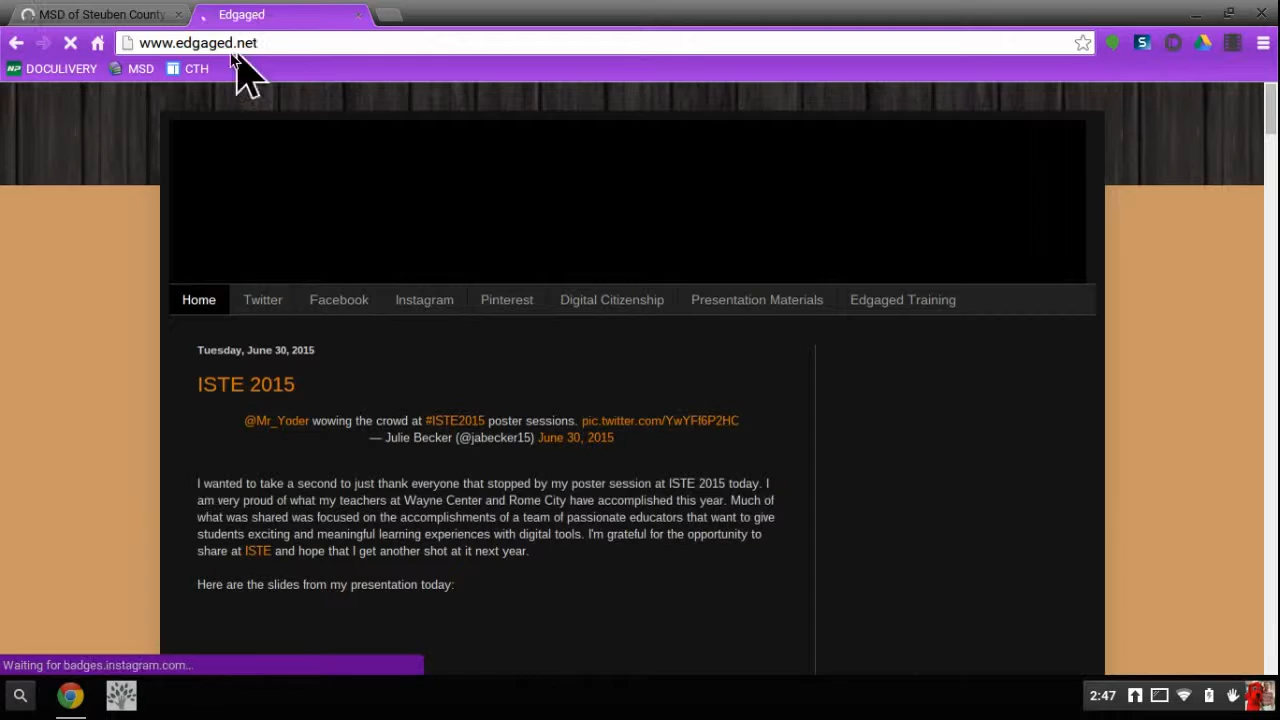 MSD of Steuben County
Edgaged
www.edgaged.net
DOCULIVERY MSD CTH
Home Twitter Facebook Instagram Pinterest Digital Citizenship Presentation Materials Edgaged Training
Tuesday, June 30, 2015
ISTE 2015
@Mr_Yoder wowing the crowd at #ISTE2015 poster sessions. pic.twitter.com/YwYFf6P2HC
— Julie Becker (@jabecker15) June 30, 2015
I wanted to take a second to just thank everyone that stopped by my poster session at ISTE 2015 today. I
am very proud of what my teachers at Wayne Center and Rome City have accomplished this year. Much of
what was shared was focused on the accomplishments of a team of passionate educators that want to give
students exciting and meaningful learning experiences with digital tools. I'm grateful for the opportunity to
share at ISTE and hope that I get another shot at it next year.
Here are the slides from my presentation today:
Waiting for badges.instagram.com...
2:47